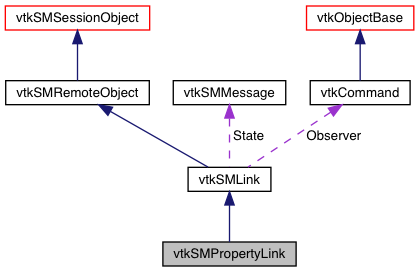 vtkSMSessionObject
vtkObjectBase
vtkSMRemoteObject
vtkSMMessage
vtkCommand
State
Observer
vtkSMLink
vtkSMPropertyLink